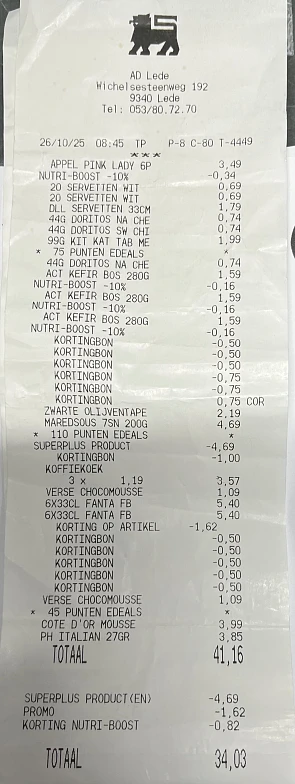 AD Lede
Wichelsesteenweg 192
9340 Lede
Tel: 053/80.72.70
26/10/25 08:45 TP P-8 C-80 T-4449
***
APPEL PINK LADY 6P 3,49
NUTRI-BOOST -10% -0,34
20 SERVETTEN WIT 0,69
20 SERVETTEN WIT 0,69
DLL SERVETTEN 33CM 1,79
44G DORITOS NA CHE 0,74
44G DORITOS SW CHI 0,74
99G KIT KAT TAB ME 1,99
* 75 PUNTEN EDEALS *
44G DORITOS NA CHE 0,74
ACT KEFIR BOS 280G 1,59
NUTRI-BOOST -10% -0,16
ACT KEFIR BOS 280G 1,59
NUTRI-BOOST -10% -0,16
ACT KEFIR BOS 280G 1,59
NUTRI-BOOST -10% -0,16
KORTINGBON -0,50
KORTINGBON -0,50
KORTINGBON -0,50
KORTINGBON -0,75
KORTINGBON -0,75
KORTINGBON 0,75 COR
ZWARTE OLIJVENTAPE 2,19
MAREDSOUS 7SN 200G 4,69
* 110 PUNTEN EDEALS *
SUPERPLUS PRODUCT -4,69
KORTINGBON -1,00
KOFFIEKOEK
3 x 1,19 3,57
VERSE CHOCOMOUSSE 1,09
6X33CL FANTA FB 5,40
6X33CL FANTA FB 5,40
KORTING OP ARTIKEL -1,62
KORTINGBON -0,50
KORTINGBON -0,50
KORTINGBON -0,50
KORTINGBON -0,50
KORTINGBON -0,50
VERSE CHOCOMOUSSE 1,09
* 45 PUNTEN EDEALS *
COTE D'OR MOUSSE 3,99
PH ITALIAN 27GR 3,85
TOTAAL 41,16
SUPERPLUS PRODUCT(EN) -4,69
PROMO -1,62
KORTING NUTRI-BOOST -0,82
TOTAAL 34,03